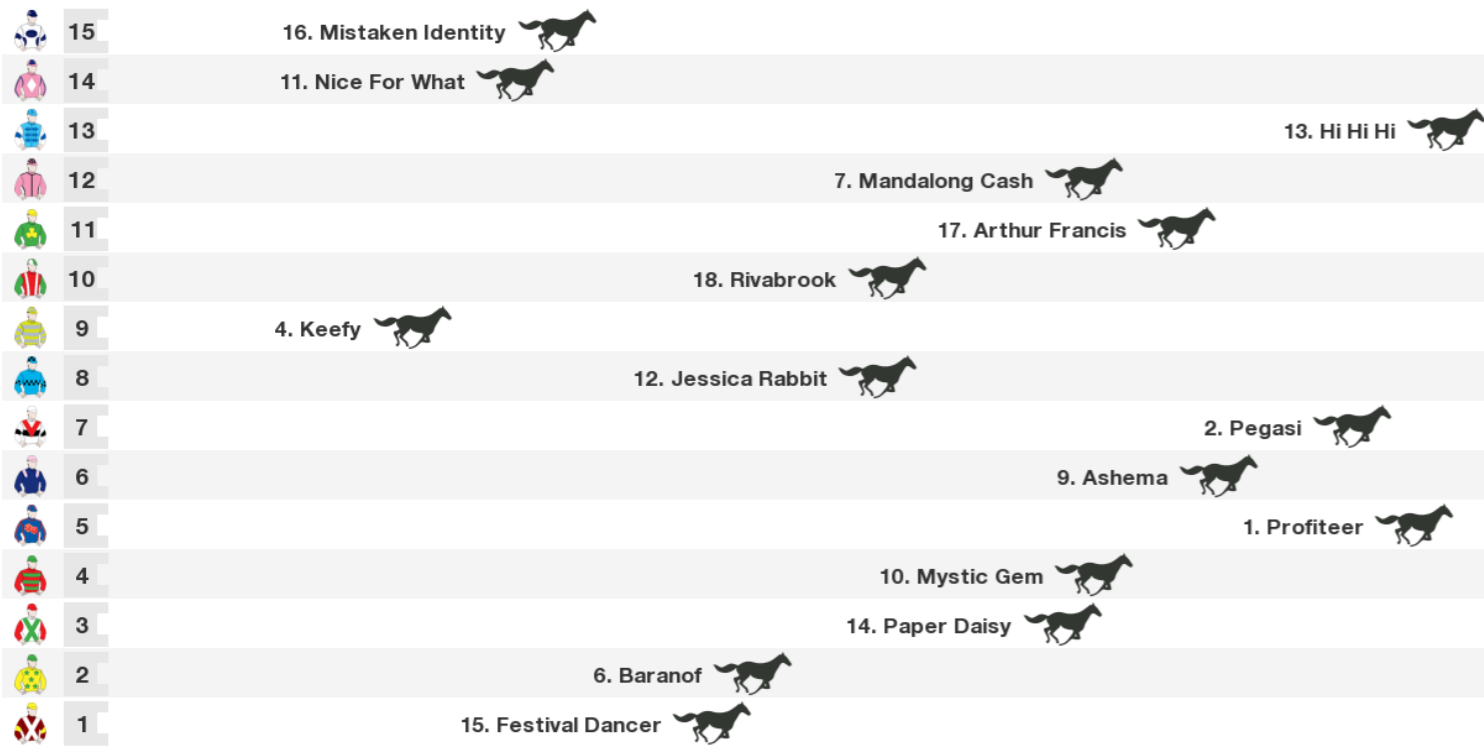 15 16. Mistaken Identity
14 11. Nice For What
13 13. Hi Hi Hi
12 7. Mandalong Cash
11 17. Arthur Francis
10 18. Rivabrook
9 4. Keefy
8 12. Jessica Rabbit
7 2. Pegasi
6 9. Ashema
5 1. Profiteer
4 10. Mystic Gem
3 14. Paper Daisy
2 6. Baranof
1 15. Festival Dancer